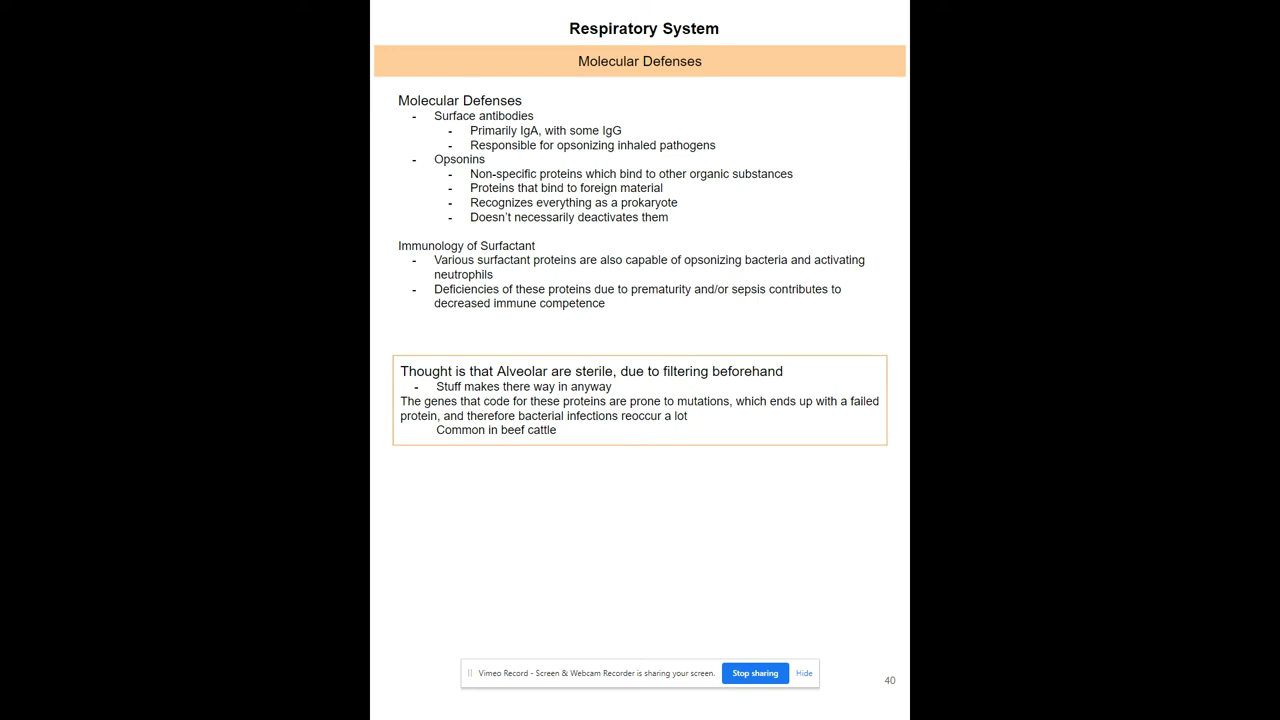 Respiratory System
Molecular Defenses
Molecular Defenses
- Surface antibodies
- Primarily IgA, with some IgG
- Responsible for opsonizing inhaled pathogens
- Opsonins
- Non-specific proteins which bind to other organic substances
- Proteins that bind to foreign material
- Recognizes everything as a prokaryote
- Doesn't necessarily deactivates them
Immunology of Surfactant
- Various surfactant proteins are also capable of opsonizing bacteria and activating
neutrophils
- Deficiencies of these proteins due to prematurity and/or sepsis contributes to
decreased immune competence
Thought is that Alveolar are sterile, due to filtering beforehand
- Stuff makes there way in anyway
The genes that code for these proteins are prone to mutations, which ends up with a failed
protein, and therefore bacterial infections reoccur a lot
Common in beef cattle
Vimeo Record - Screen & Webcam Recorder is sharing your screen. Stop sharing Hide
40